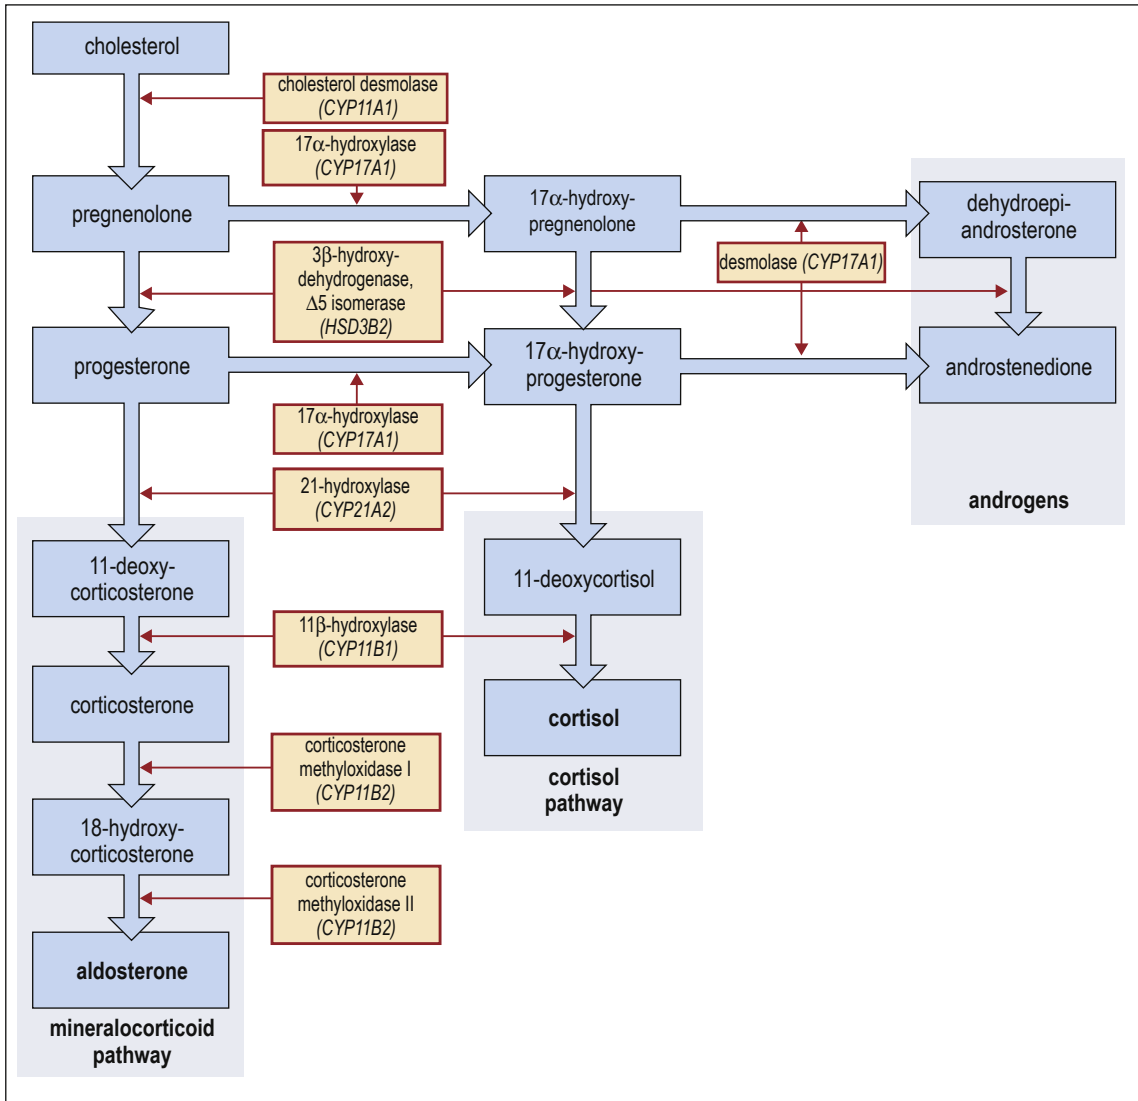 cholesterol
cholesterol desmolase
(CYP11A1)
17α-hydroxylase
(CYP17A1)
pregnenolone
17α-hydroxy-
pregnenolone
dehydroepi-
androsterone
3β-hydroxy-
dehydrogenase,
Δ5 isomerase
(HSD3B2)
desmolase (CYP17A1)
progesterone
17α-hydroxy-
progesterone
androstenedione
17α-hydroxylase
(CYP17A1)
21-hydroxylase
(CYP21A2)
androgens
11-deoxy-
corticosterone
11-deoxycortisol
11β-hydroxylase
(CYP11B1)
corticosterone
cortisol
corticosterone
methyloxidase I
(CYP11B2)
cortisol
pathway
18-hydroxy-
corticosterone
corticosterone
methyloxidase II
(CYP11B2)
aldosterone
mineralocorticoid
pathway